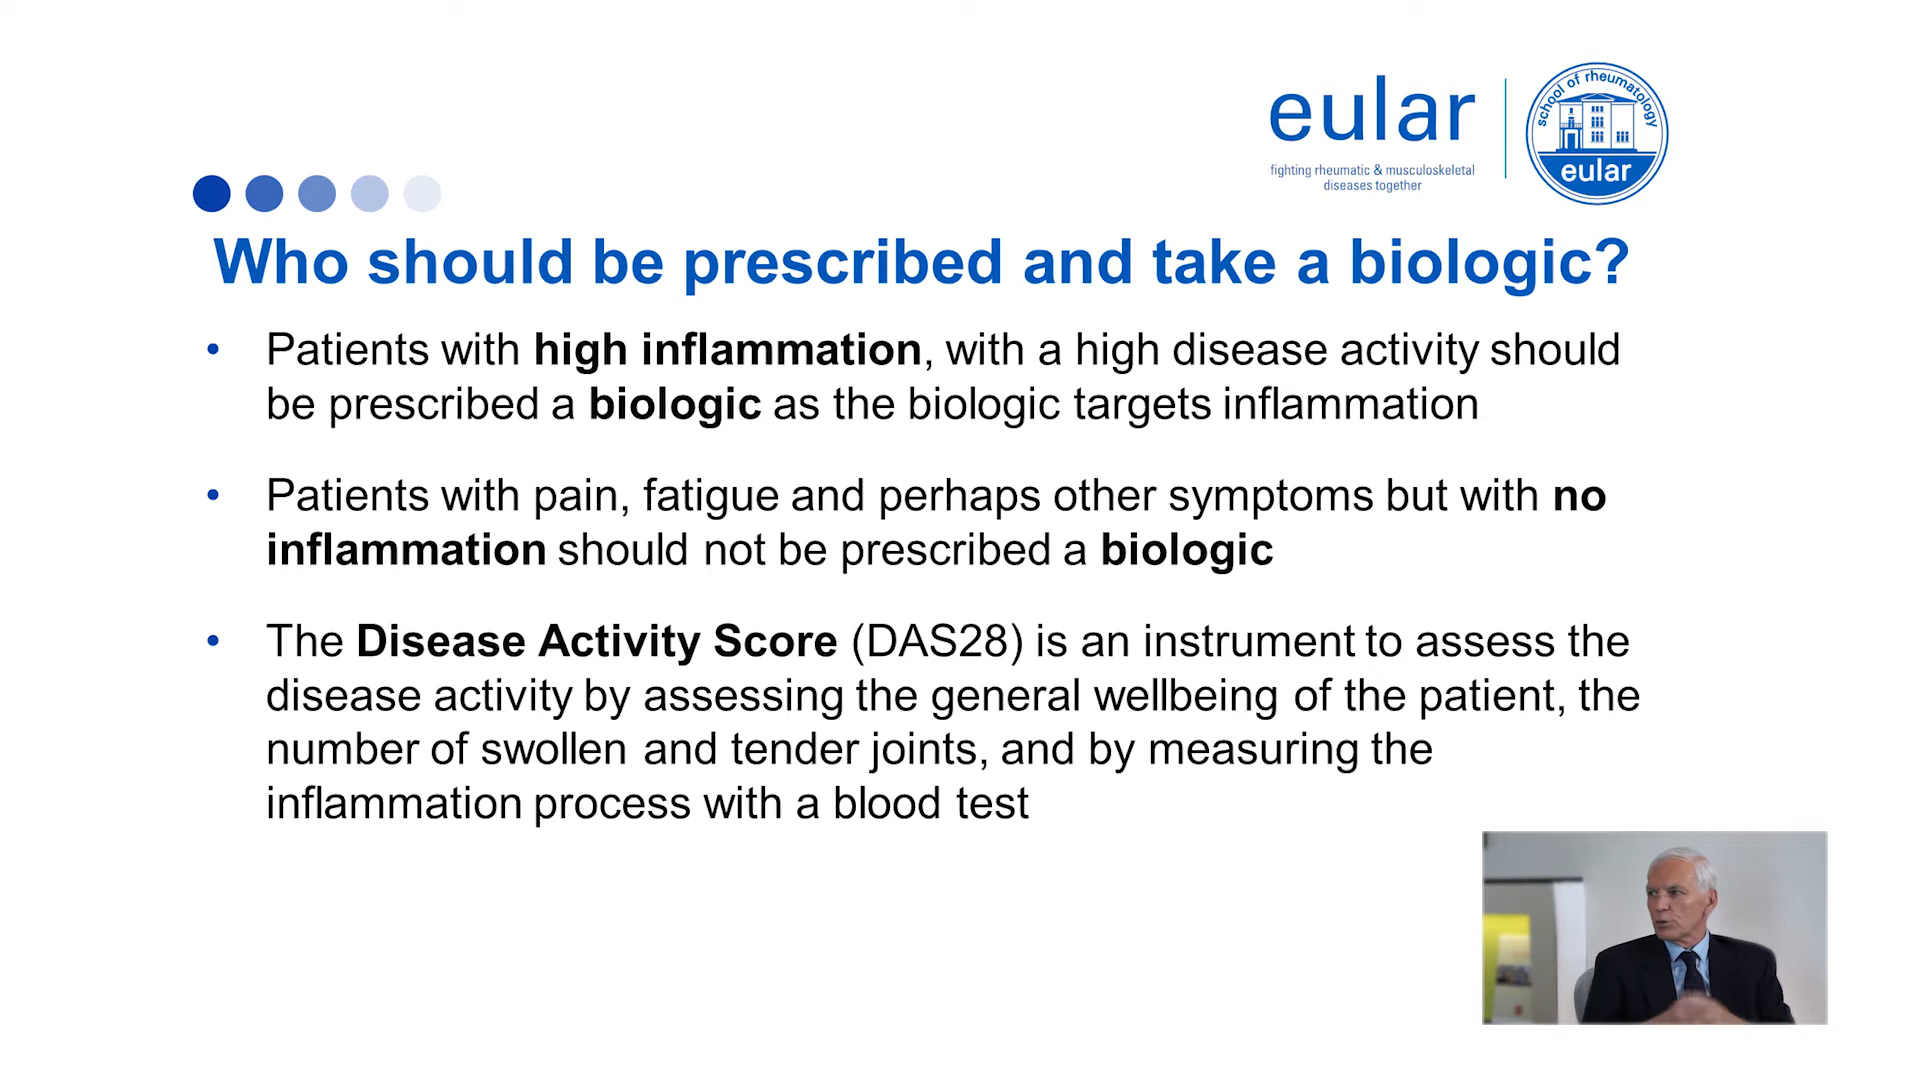 eular
fighting rheumatic & musculoskeletal
diseases together
school of rheumatology
eular
Who should be prescribed and take a biologic?
• Patients with high inflammation, with a high disease activity should
be prescribed a biologic as the biologic targets inflammation
• Patients with pain, fatigue and perhaps other symptoms but with no
inflammation should not be prescribed a biologic
• The Disease Activity Score (DAS28) is an instrument to assess the
disease activity by assessing the general wellbeing of the patient, the
number of swollen and tender joints, and by measuring the
inflammation process with a blood test